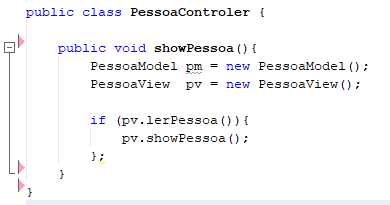 public class PessoaControler {
public void showPessoa(){
PessoaModel pm = new PessoaModel();
PessoaView  pv = new PessoaView();
if (pv.lerPessoa()){
pv.showPessoa();
};
}
}